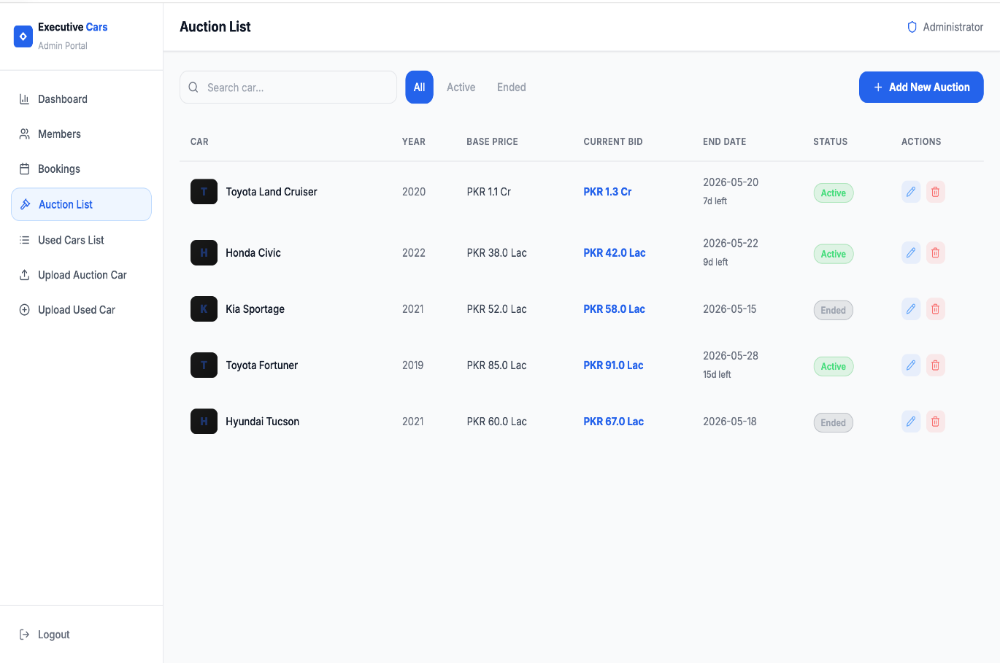 Executive Cars
Admin Portal
Dashboard
Members
Bookings
Auction List
Used Cars List
Upload Auction Car
Upload Used Car
Logout
Auction List
Administrator
Search car...
All
Active
Ended
+ Add New Auction
CAR YEAR BASE PRICE CURRENT BID END DATE STATUS ACTIONS
T Toyota Land Cruiser 2020 PKR 1.1 Cr PKR 1.3 Cr 2026-05-20 Active
7d left
H Honda Civic 2022 PKR 38.0 Lac PKR 42.0 Lac 2026-05-22 Active
9d left
K Kia Sportage 2021 PKR 52.0 Lac PKR 58.0 Lac 2026-05-15 Ended
T Toyota Fortuner 2019 PKR 85.0 Lac PKR 91.0 Lac 2026-05-28 Active
15d left
H Hyundai Tucson 2021 PKR 60.0 Lac PKR 67.0 Lac 2026-05-18 Ended